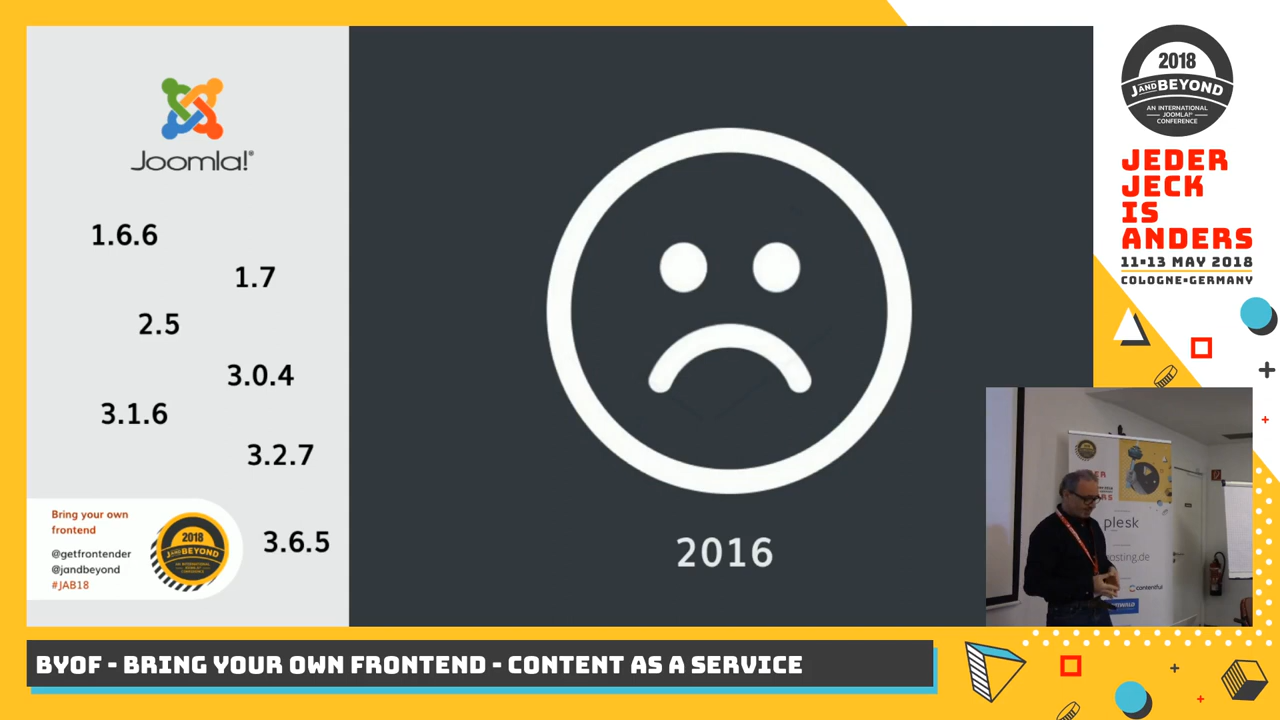 Joomla!®
1.6.6
1.7
2.5
3.0.4
3.1.6
3.2.7
3.6.5
Bring your own
frontend
@getfrontender
@jandbeyond
#JAB18
2018
J AND BEYOND
AN INTERNATIONAL
JOOMLA!
CONFERENCE
2016
2018
J AND BEYOND
AN INTERNATIONAL
JOOMLA!®
CONFERENCE
JEDER
JECK
IS
ANDERS
11▪13 MAY 2018
COLOGNE▪GERMANY
plesk
osting.de
contentful
BYOF - BRING YOUR OWN FRONTEND - CONTENT AS A SERVICE